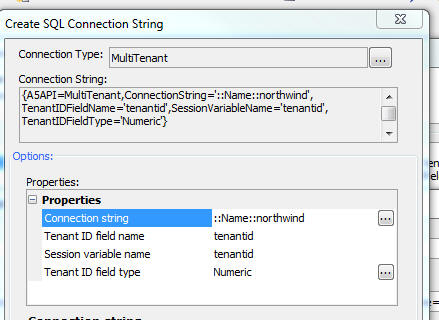 Create SQL Connection String
Connection Type: MultiTenant ...
Connection String:
{A5API=MultiTenant,ConnectionString='::Name::northwind',
TenantIDFieldName='tenantid',SessionVariableName='tenantid',
TenantIDFieldType='Numeric'}
Options:
Properties:
Properties
Connection string ::Name::northwind ...
Tenant ID field name tenantid
Session variable name tenantid
Tenant ID field type Numeric ...
Connection string